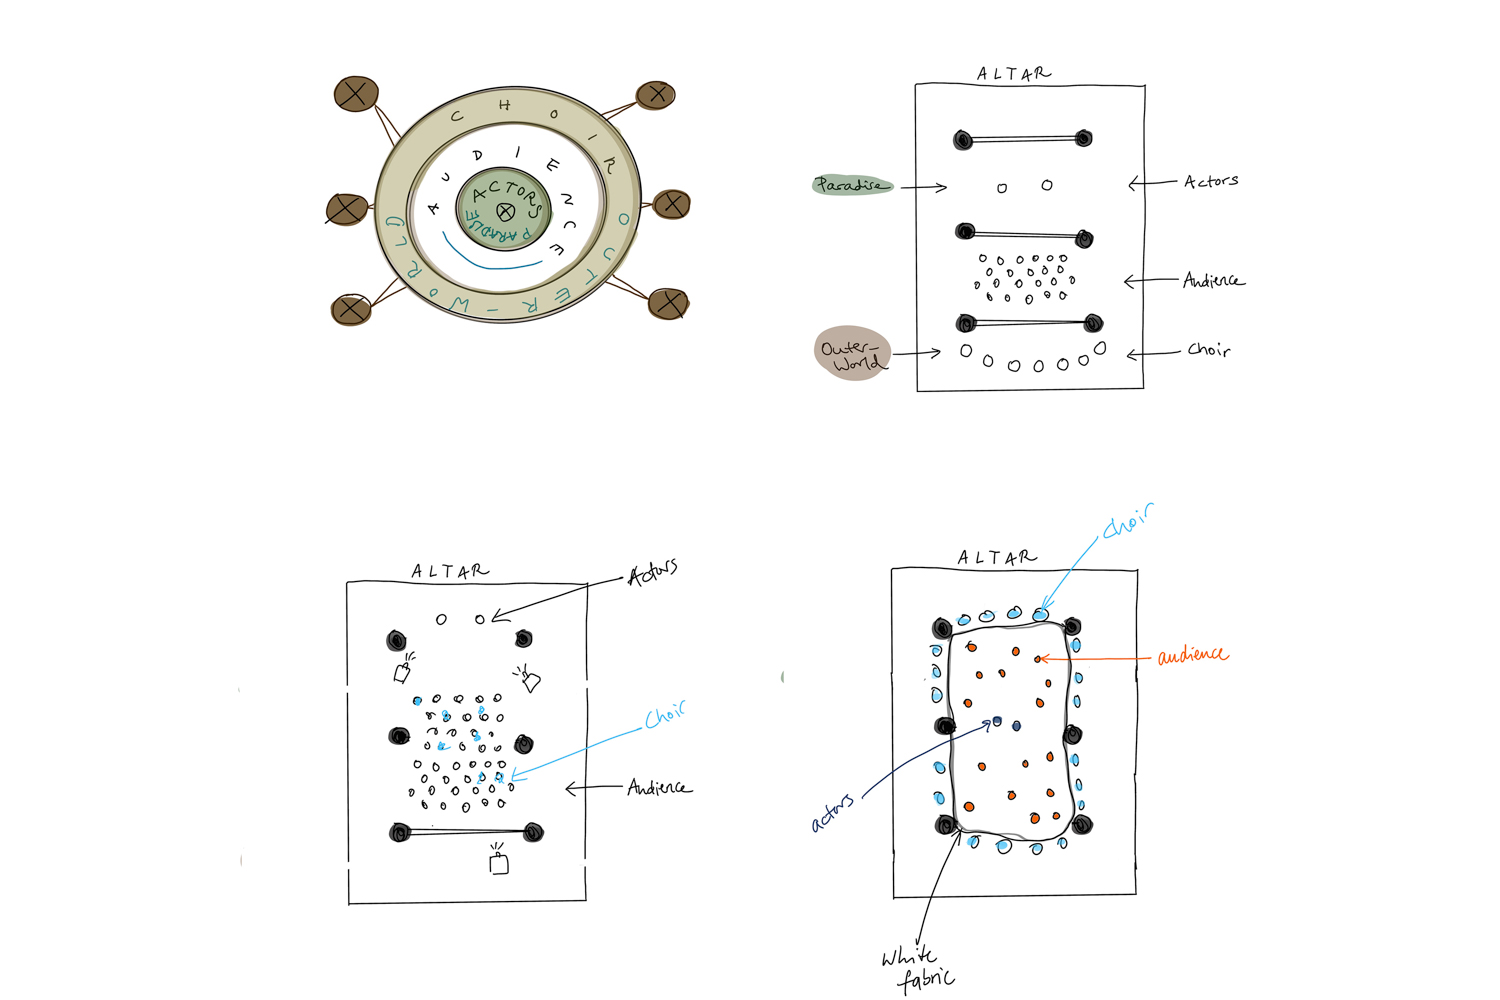 CHOIR
AUDIENCE
ACTORS
PARADISE
OUTER-WORLD
ALTAR
Paradise
Actors
Audience
Outer-
World
Choir
ALTAR
Actors
Choir
Audience
ALTAR
Choir
audience
actors
White
fabric